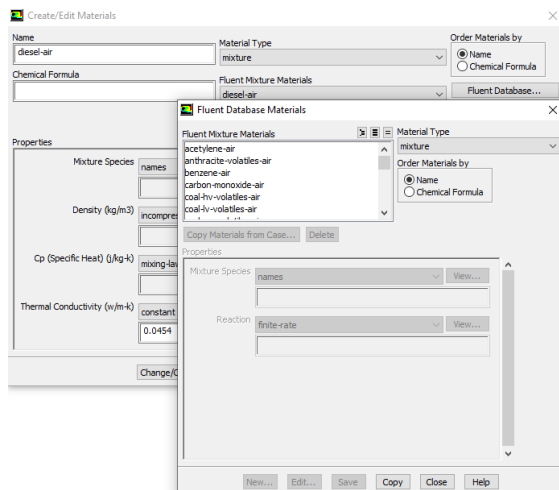 Create/Edit Materials
Name
diesel-air
Chemical Formula
Material Type
mixture
Fluent Mixture Materials
diesel-air
Order Materials by
Name
Chemical Formula
Fluent Database...
Properties
Mixture Species
names
Density (kg/m3)
Cp (Specific Heat) (j/kg-k)
Thermal Conductivity (w/m-k)
constant
0.0454
Fluent Database Materials
Fluent Mixture Materials
acetylene-air
anthracite-volatiles-air
benzene-air
carbon-monoxide-air
coal-hv-volatiles-air
coal-lv-volatiles-air
Material Type
mixture
Order Materials by
Name
Chemical Formula
Copy Materials from Case...
Delete
Properties
Mixture Species
names
View...
Reaction
finite-rate
View...
New...
Edit...
Save
Copy
Close
Help